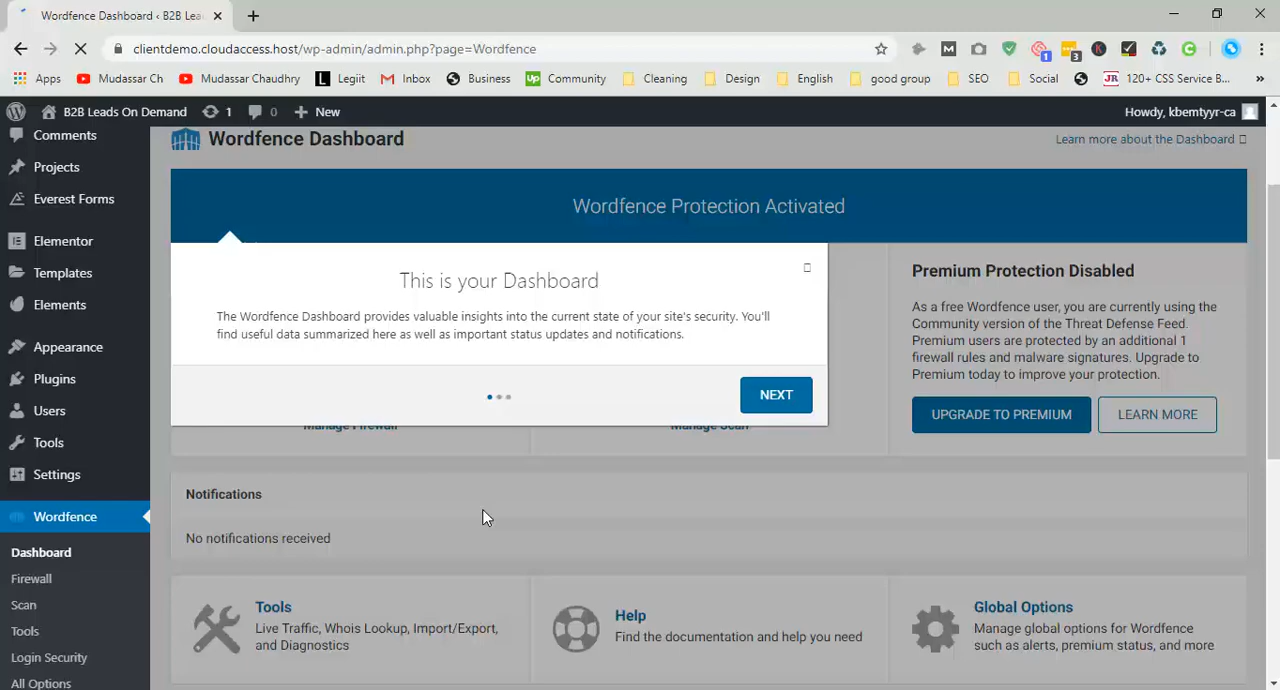 Wordfence Dashboard ‹ B2B Lea
clientdemo.cloudaccess.host/wp-admin/admin.php?page=Wordfence
1
3
Apps
Mudassar Ch
Mudassar Chaudhry
Legiit
Inbox
Business
Community
Cleaning
Design
English
good group
SEO
Social
120+ CSS Service B...
B2B Leads On Demand
1
0
New
Howdy, kbemtyyr-ca
Comments
Projects
Everest Forms
Elementor
Templates
Elements
Appearance
Plugins
Users
Tools
Settings
Wordfence
Dashboard
Firewall
Scan
Tools
Login Security
All Options
Wordfence Dashboard
Learn more about the Dashboard
Wordfence Protection Activated
This is your Dashboard
The Wordfence Dashboard provides valuable insights into the current state of your site's security. You'll
find useful data summarized here as well as important status updates and notifications.
NEXT
Manage Firewall
Manage Scan
Premium Protection Disabled
As a free Wordfence user, you are currently using the
Community version of the Threat Defense Feed.
Premium users are protected by an additional 1
firewall rules and malware signatures. Upgrade to
Premium today to improve your protection.
UPGRADE TO PREMIUM
LEARN MORE
Notifications
No notifications received
Tools
Live Traffic, Whois Lookup, Import/Export,
and Diagnostics
Help
Find the documentation and help you need
Global Options
Manage global options for Wordfence
such as alerts, premium status, and more